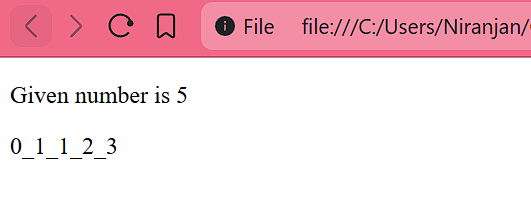 File file:///C:/Users/Niranjan/
Given number is 5
0_1_1_2_3